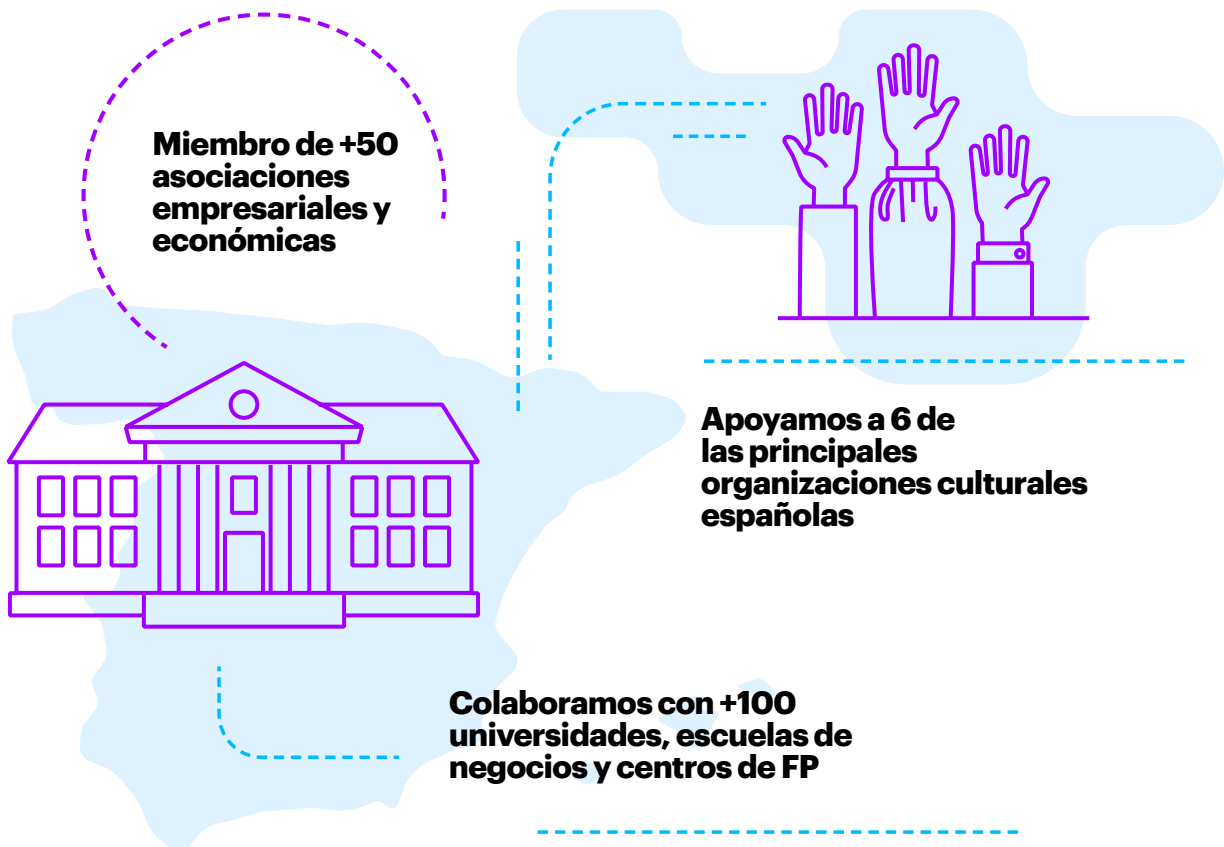 Miembro de +50
asociaciones
empresariales y
económicas
Apoyamos a 6 de
las principales
organizaciones culturales
españolas
Colaboramos con +100
universidades, escuelas de
negocios y centros de FP